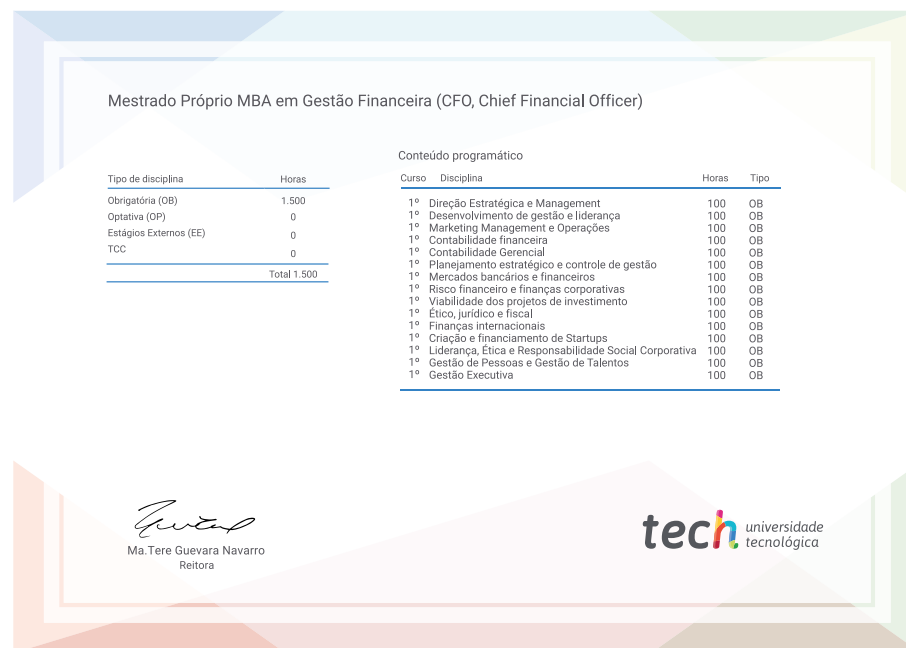 Mestrado Próprio MBA em Gestão Financeira (CFO, Chief Financial Officer)
Tipo de disciplina Horas
Obrigatória (OB) 1.500
Optativa (OP) 0
Estágios Externos (EE) 0
TCC 0
Total 1.500
Conteúdo programático
Curso Disciplina Horas Tipo
1º Direção Estratégica e Management 100 OB
1º Desenvolvimento de gestão e liderança 100 OB
1º Marketing Management e Operações 100 OB
1º Contabilidade financeira 100 OB
1º Contabilidade Gerencial 100 OB
1º Planejamento estratégico e controle de gestão 100 OB
1º Mercados bancários e financeiros 100 OB
1º Risco financeiro e finanças corporativas 100 OB
1º Viabilidade dos projetos de investimento 100 OB
1º Ético, jurídico e fiscal 100 OB
1º Finanças internacionais 100 OB
1º Criação e financiamento de Startups 100 OB
1º Liderança, Ética e Responsabilidade Social Corporativa 100 OB
1º Gestão de Pessoas e Gestão de Talentos 100 OB
1º Gestão Executiva 100 OB
Ma.Tere Guevara Navarro
Reitora
tech universidade
tecnológica